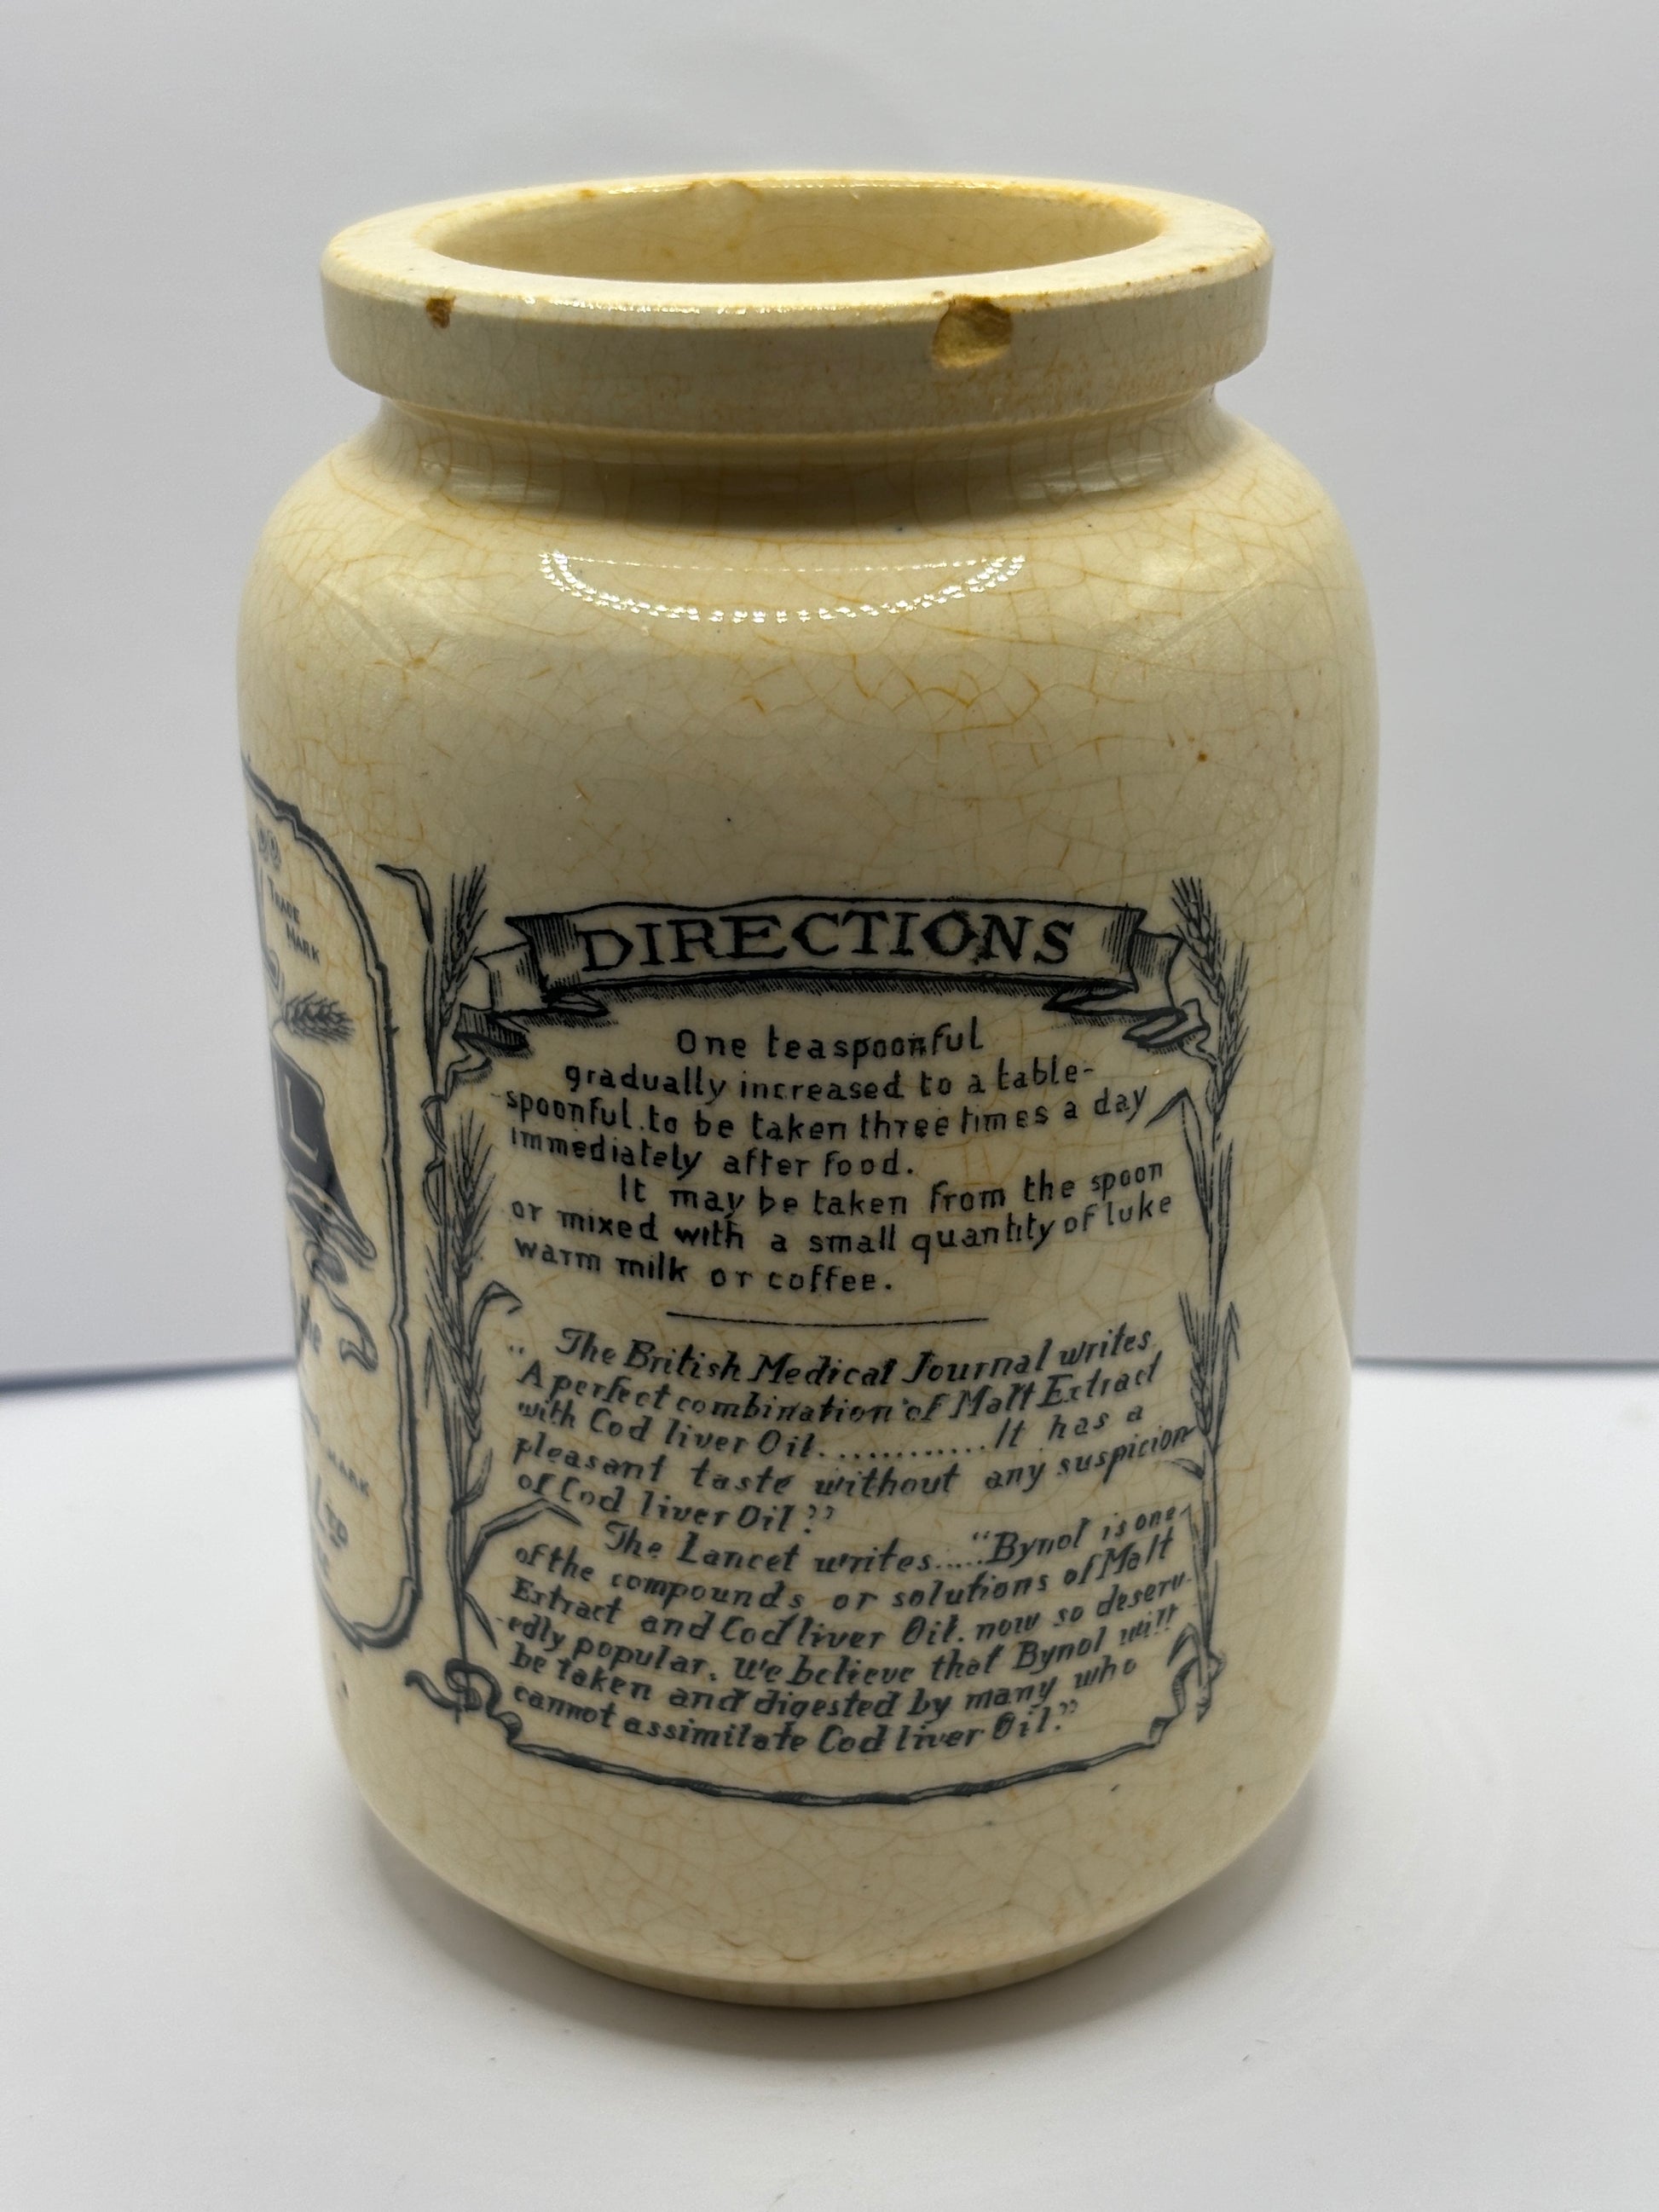 TRADE
MARK
L
the
MARK
LTD
DIRECTIONS
One teaspoonful
gradually increased to a table-
spoonful.to be taken three times a day
immediately after food.
It may be taken from the spoon
or mixed with a small quantity of luke
warm milk or coffee.
„ The British Medical Journal writes
A perfect combination of Malt Extract
with Cod liver Oil.............It has a
pleasant taste without any suspicion
of Cod liver Oil ?”
The Lancet writes....."Bynol is one
of the compounds or solutions of Malt
Extract and Cod liver Oil. now so deserv-
-edly popular. We believe that Bynol will
be taken and digested by many who
cannot assimilate Cod liver Oil."